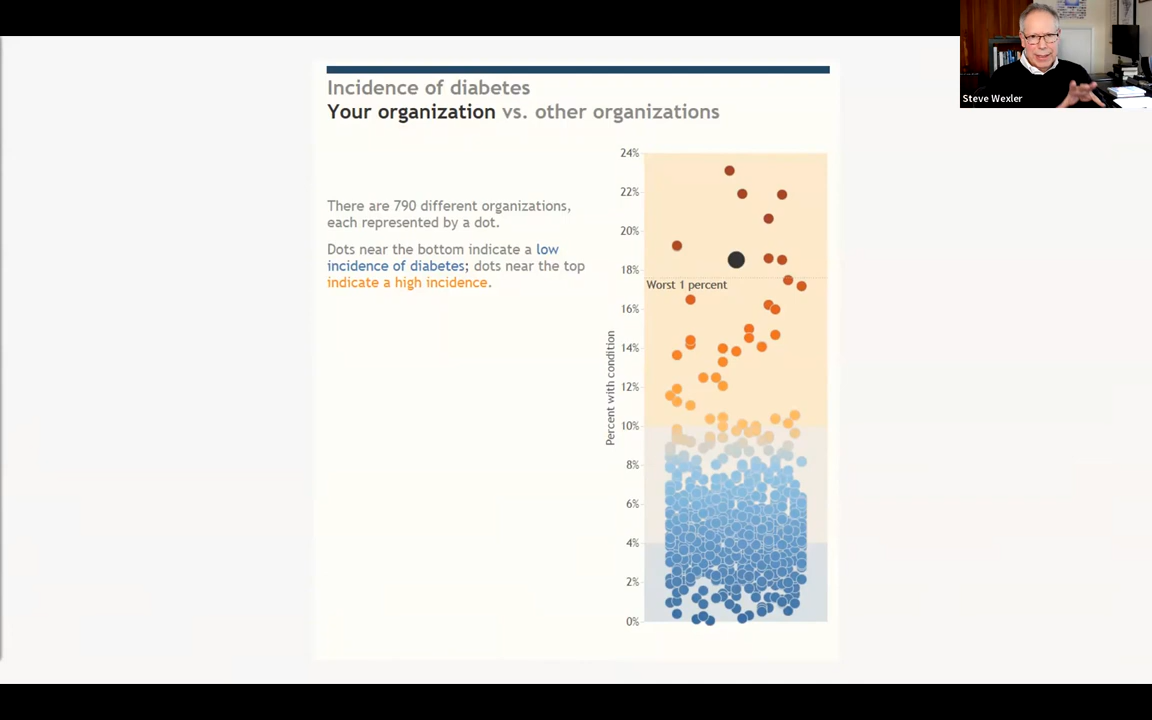 Steve Wexler
Incidence of diabetes
Your organization vs. other organizations
There are 790 different organizations,
each represented by a dot.
Dots near the bottom indicate a low
incidence of diabetes; dots near the top
indicate a high incidence.
Percent with condition
24%
22%
20%
18%
Worst 1 percent
16%
14%
12%
10%
8%
6%
4%
2%
0%